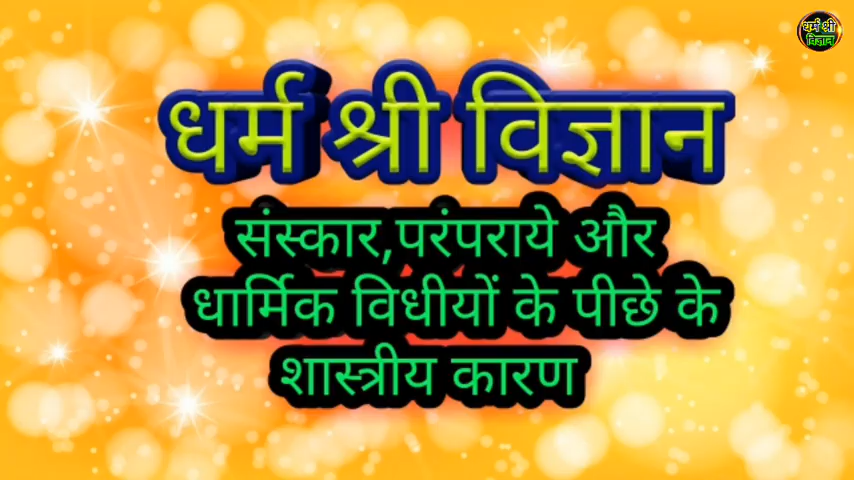 धर्म श्री
विज्ञान
धर्म श्री विज्ञान
संस्कार,परंपराये और
धार्मिक विधीयों के पीछे के
शास्त्रीय कारण